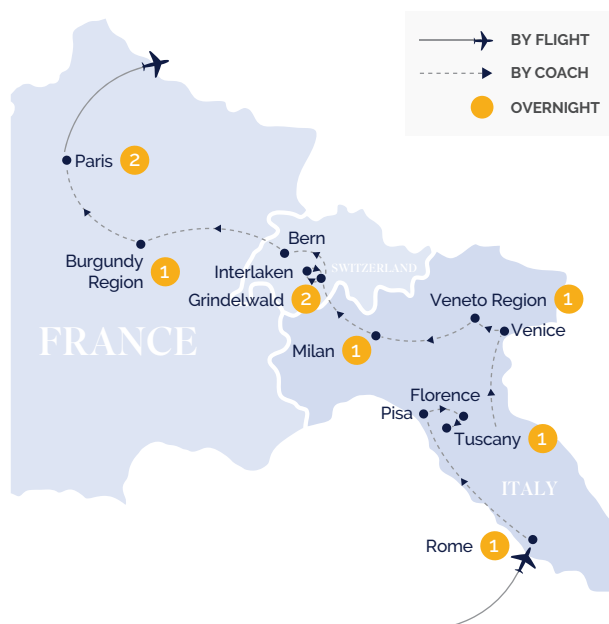 BY FLIGHT
BY COACH
OVERNIGHT
Paris 2
Bern
Burgundy
Region 1
Interlaken
SWITZERLAND
Grindelwald 2
Veneto Region 1
Venice
FRANCE
Milan 1
Florence
Pisa
Tuscany 1
ITALY
Rome 1